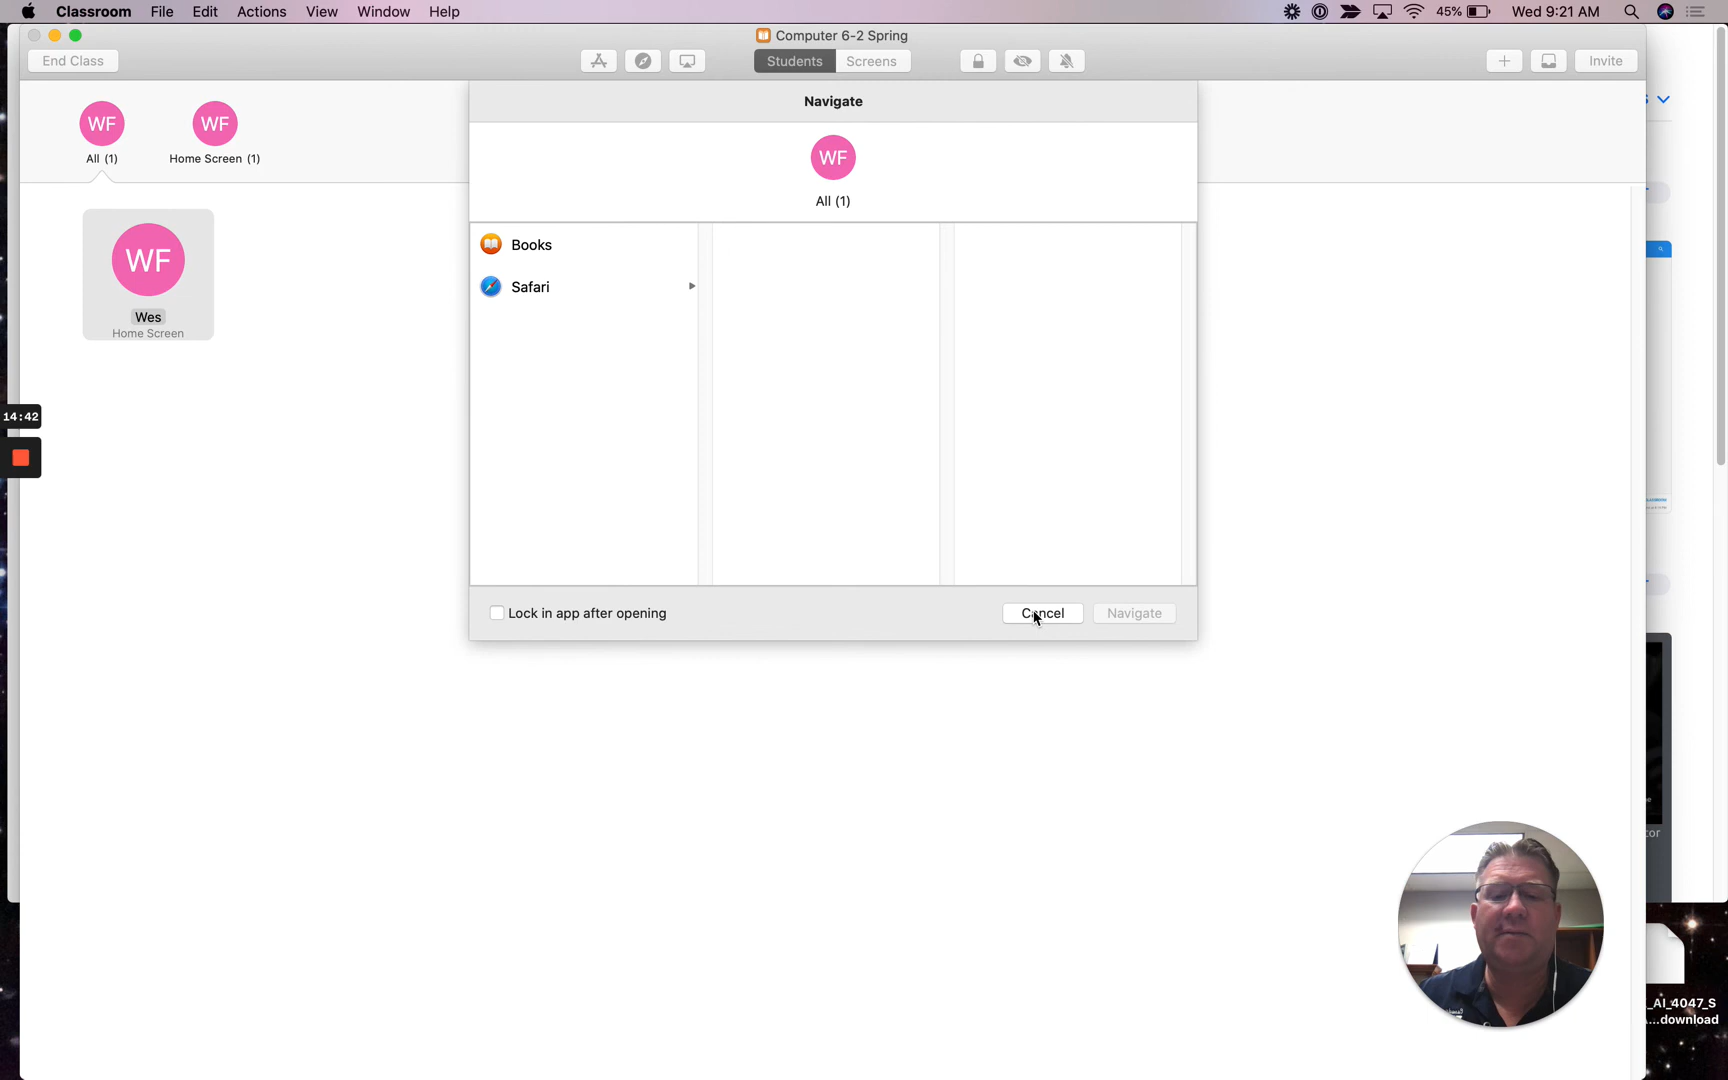 Classroom File Edit Actions View Window Help 45% Wed 9:21 AM
Computer 6-2 Spring
End Class Students Screens Invite
Navigate
WF WF WF
All (1) Home Screen (1) All (1)
WF
Wes
Home Screen
Books
Safari
14:42
Lock in app after opening Cancel Navigate
_AI_4047_S
...download